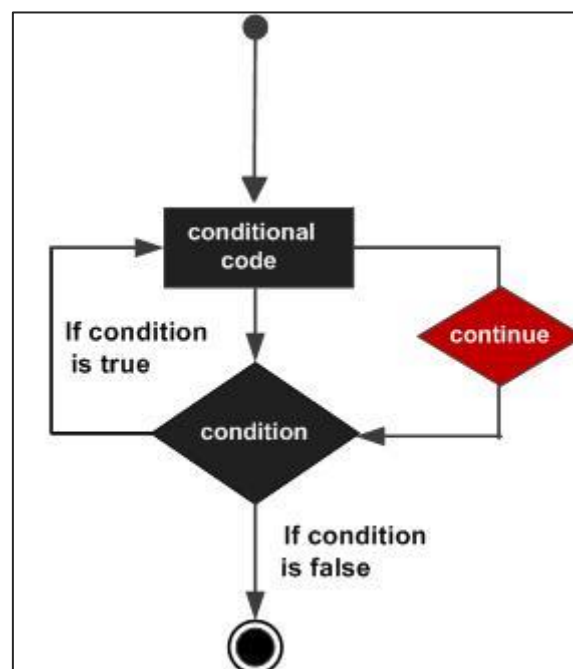 conditional
code
If condition
is true
continue
condition
If condition
is false